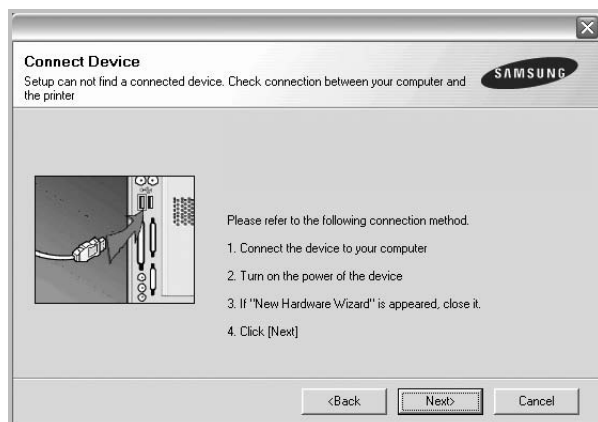 Connect Device
Setup can not find a connected device. Check connection between your computer and
the printer
SAMSUNG
Please refer to the following connection method.
1. Connect the device to your computer
2. Turn on the power of the device
3. If "New Hardware Wizard" is appeared, close it.
4. Click [Next]
<Back
Next>
Cancel